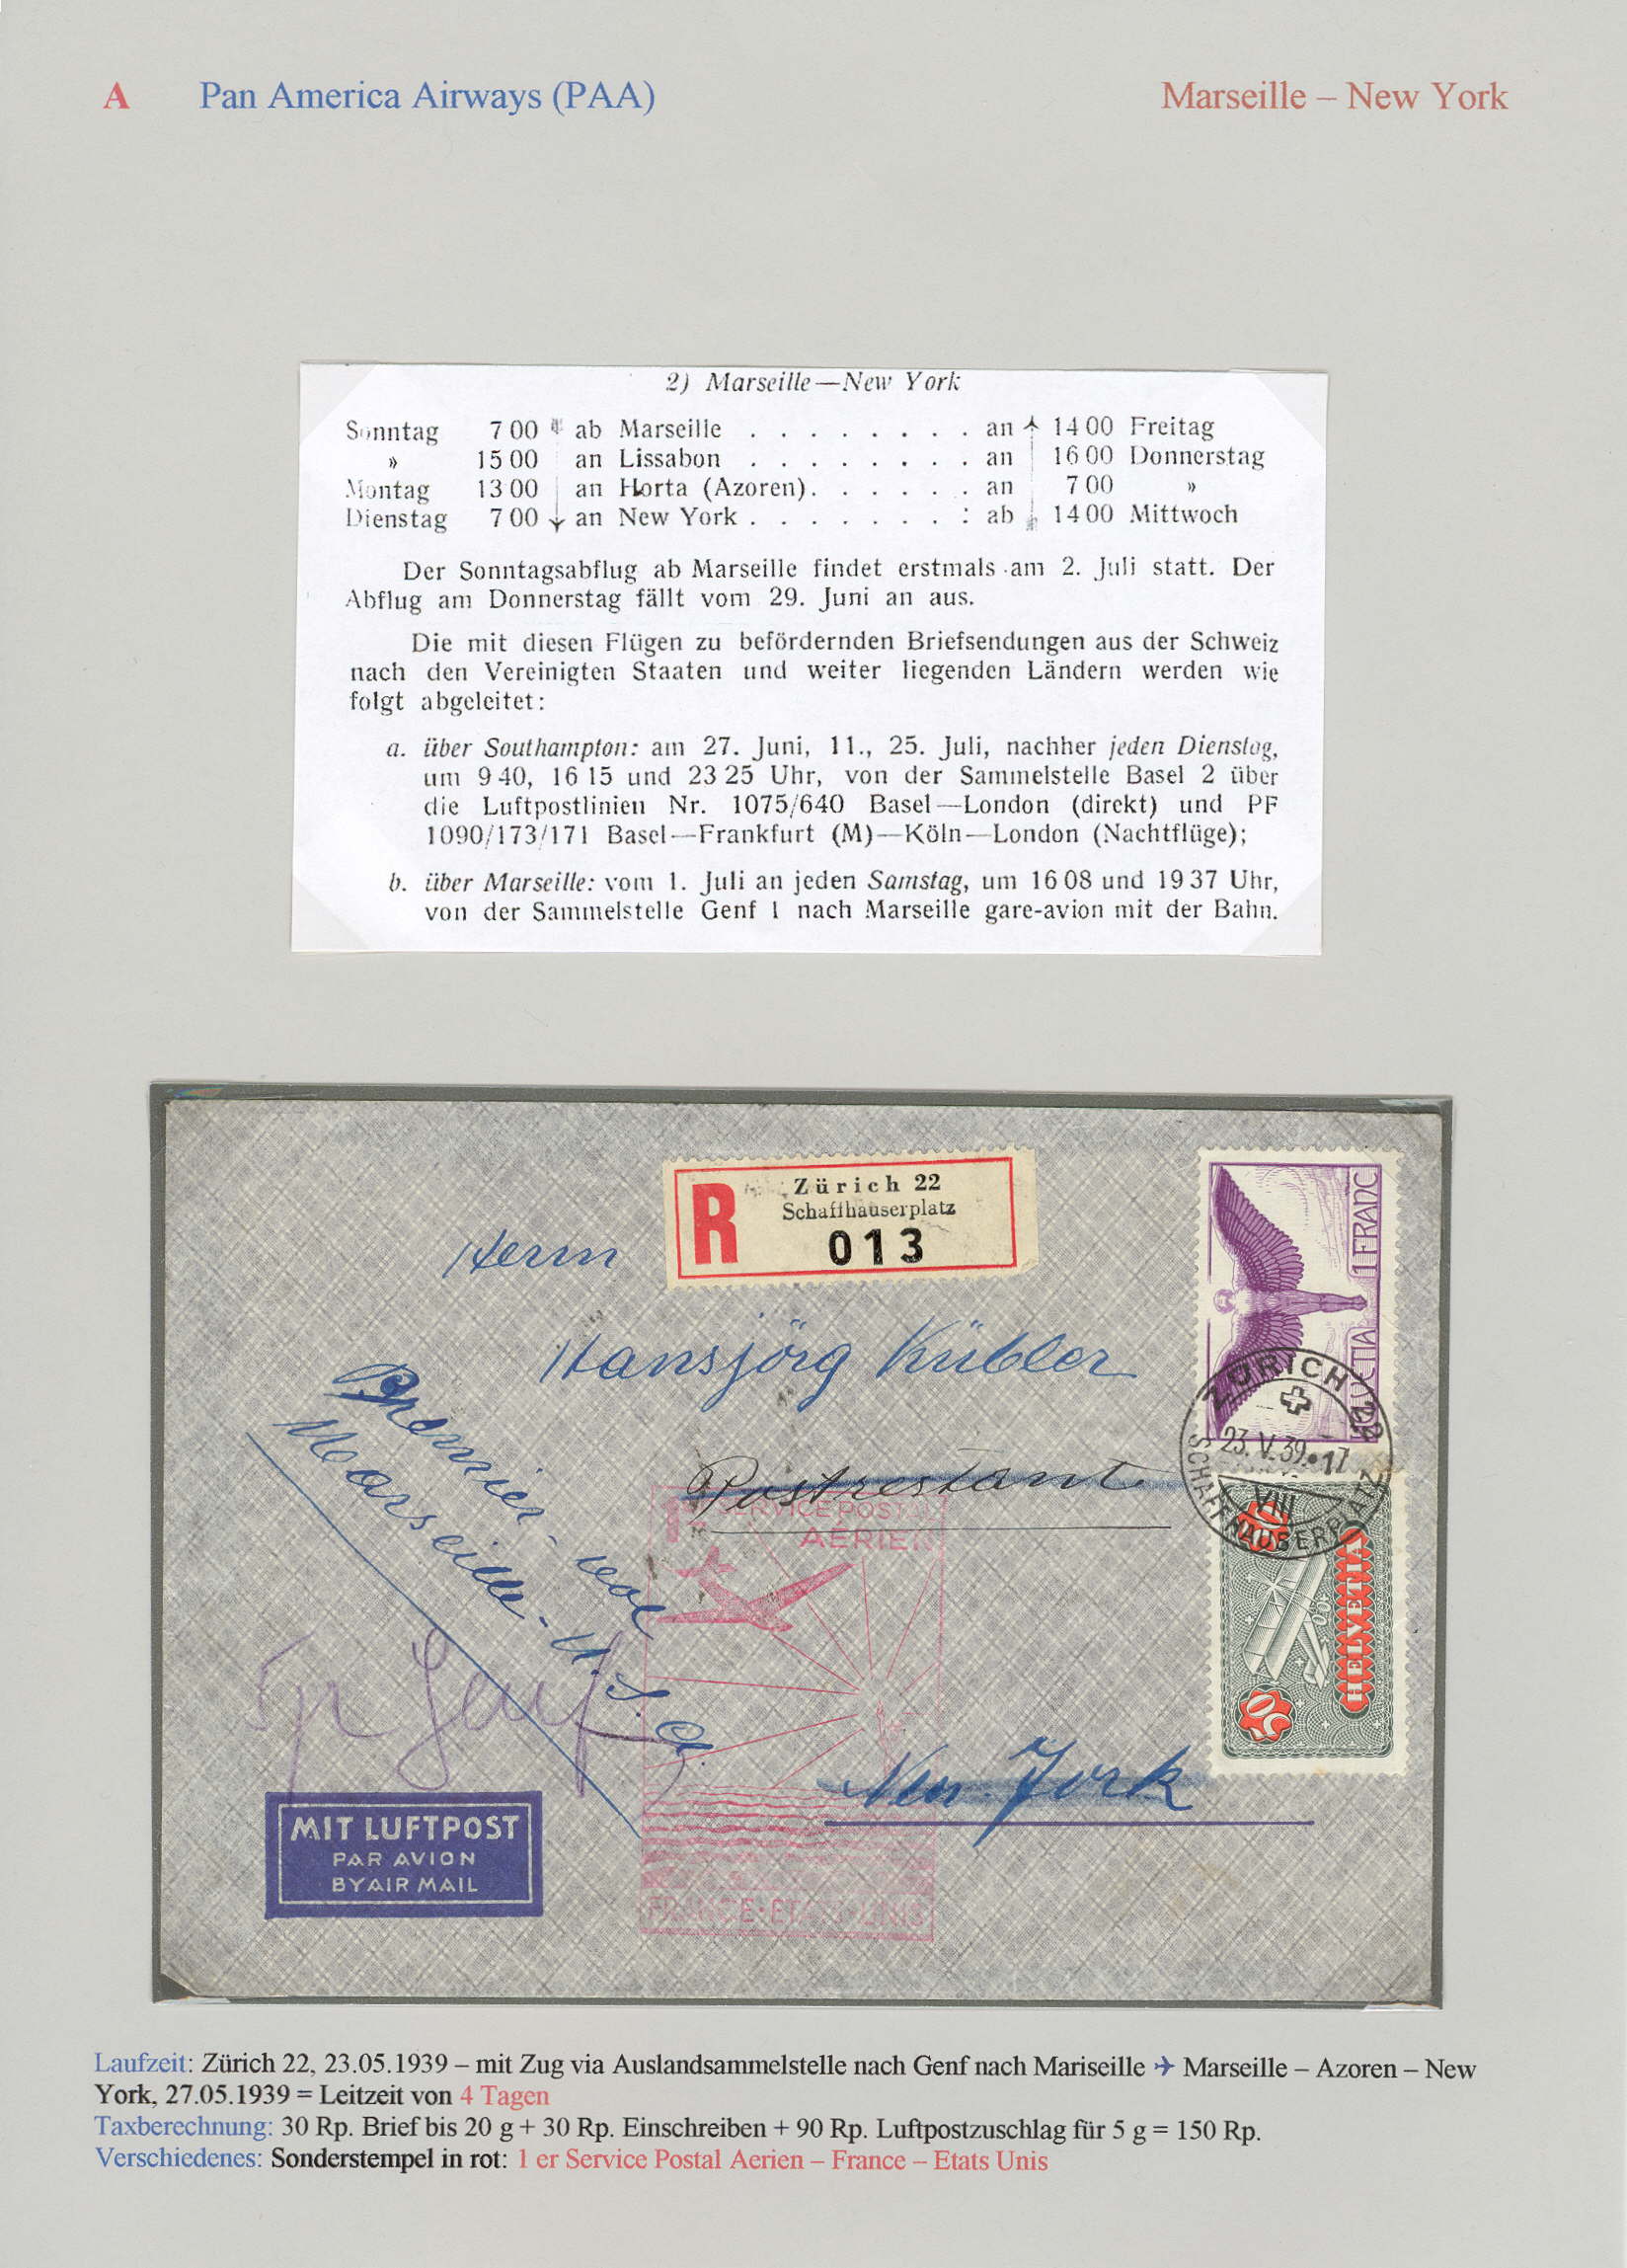 A Pan America Airways (PAA) Marseille – New York
2) Marseille—New York
Sonntag 7 00 ab Marseille . . . . . . . . an 14 00 Freitag
» 15 00 an Lissabon . . . . . . . . an 16 00 Donnerstag
Montag 13 00 an Horta (Azoren). . . . . . an 7 00 »
Dienstag 7 00 an New York . . . . . . . : ab 14 00 Mittwoch
Der Sonntagsabflug ab Marseille findet erstmals am 2. Juli statt. Der
Abflug am Donnerstag fällt vom 29. Juni an aus.
Die mit diesen Flügen zu befördernden Briefsendungen aus der Schweiz
nach den Vereinigten Staaten und weiter liegenden Ländern werden wie
folgt abgeleitet:
a. über Southampton: am 27. Juni, 11., 25. Juli, nachher jeden Dienstag,
um 9 40, 16 15 und 23 25 Uhr, von der Sammelstelle Basel 2 über
die Luftpostlinien Nr. 1075/640 Basel—London (direkt) und PF
1090/173/171 Basel—Frankfurt (M)—Köln—London (Nachtflüge);
b. über Marseille: vom 1. Juli an jeden Samstag, um 16 08 und 19 37 Uhr,
von der Sammelstelle Genf 1 nach Marseille gare-avion mit der Bahn.
R Zürich 22
Schaffhauserplatz
013
1 FRANC
HELVETIA
Herrn
Hansjörg Kübler
Premier-vol
Marseille-U.S.A.
Postrestant
New-York
ZÜRICH 22
23.V.39.•17
VIII
SCHAFFHAUSERPLATZ
50
HELVETIA
50
1er SERVICE POSTAL
AERIEN
FRANCE-ETATS UNIS
MIT LUFTPOST
PAR AVION
BY AIR MAIL
Laufzeit: Zürich 22, 23.05.1939 – mit Zug via Auslandsammelstelle nach Genf nach Mariseille ✈ Marseille – Azoren – New
York, 27.05.1939 = Leitzeit von 4 Tagen
Taxberechnung: 30 Rp. Brief bis 20 g + 30 Rp. Einschreiben + 90 Rp. Luftpostzuschlag für 5 g = 150 Rp.
Verschiedenes: Sonderstempel in rot: 1 er Service Postal Aerien – France – Etats Unis